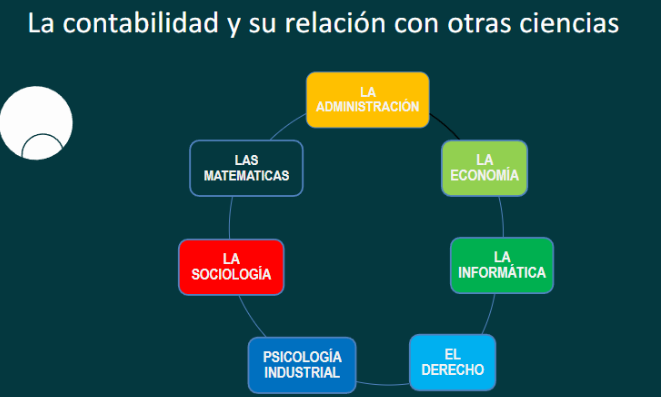 La contabilidad y su relación con otras ciencias
LA
ADMINISTRACIÓN
LA
ECONOMÍA
LA
INFORMÁTICA
EL
DERECHO
PSICOLOGÍA
INDUSTRIAL
LA
SOCIOLOGÍA
LAS
MATEMATICAS